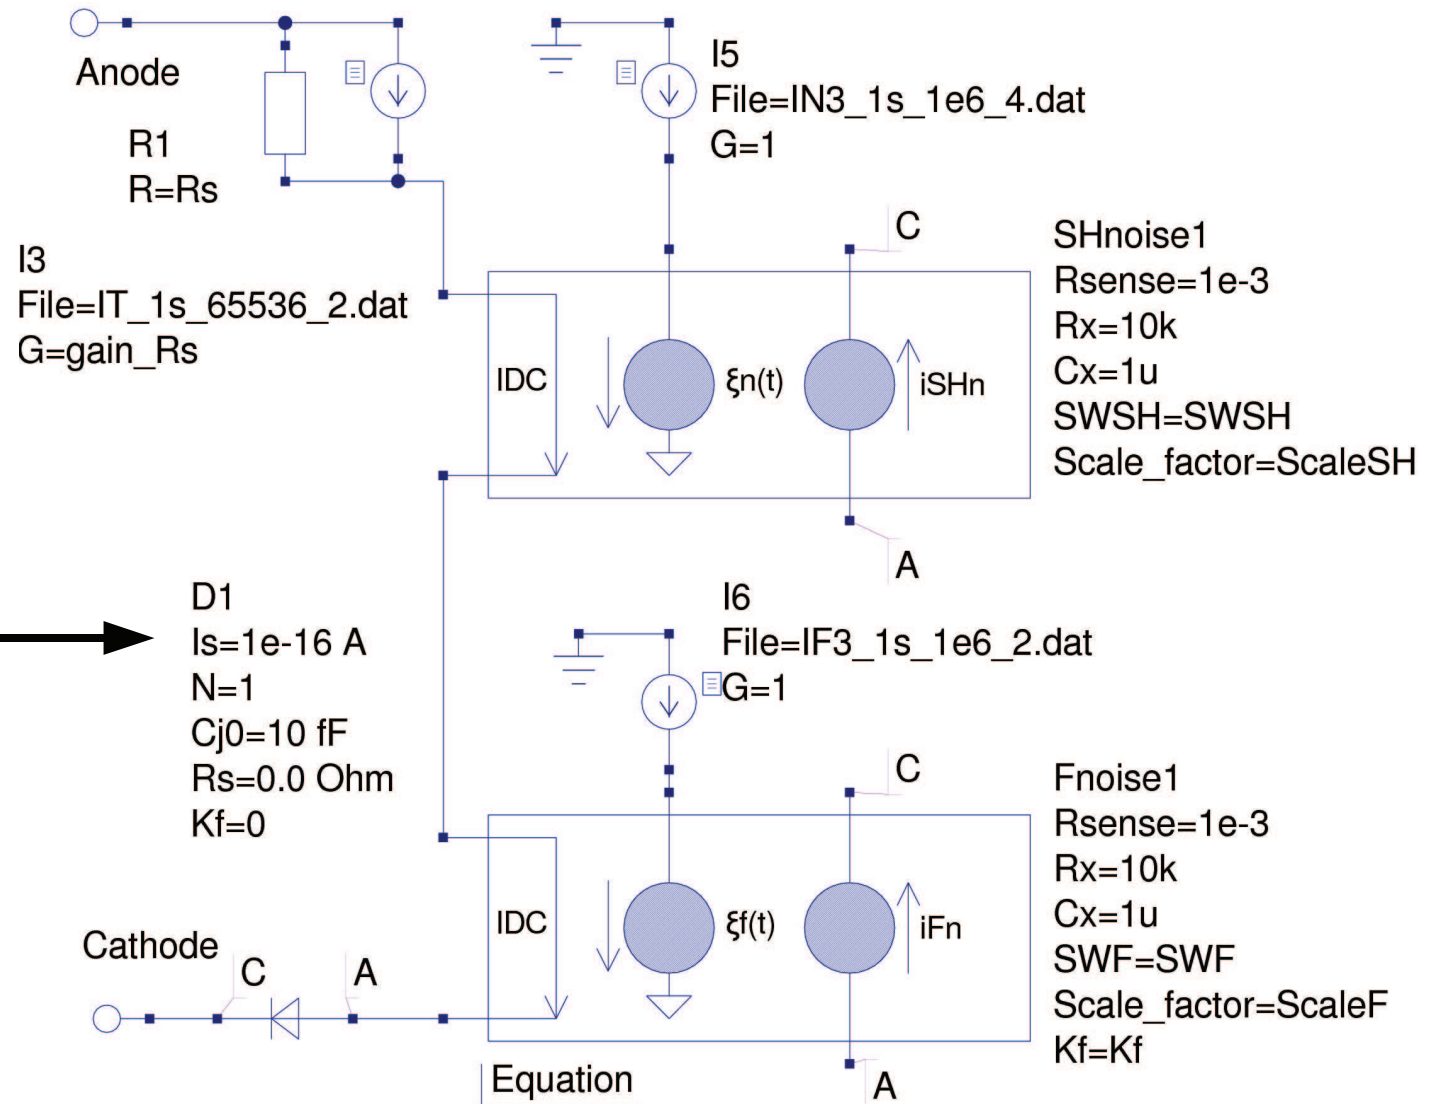 Anode
R1
R=Rs
I3
File=IT_1s_65536_2.dat
G=gain_Rs
I5
File=IN3_1s_1e6_4.dat
G=1
C
IDC
ξn(t)
iSHn
SHnoise1
Rsense=1e-3
Rx=10k
Cx=1u
SWSH=SWSH
Scale_factor=ScaleSH
A
D1
Is=1e-16 A
N=1
Cj0=10 fF
Rs=0.0 Ohm
Kf=0
I6
File=IF3_1s_1e6_2.dat
G=1
C
IDC
ξf(t)
iFn
Fnoise1
Rsense=1e-3
Rx=10k
Cx=1u
SWF=SWF
Scale_factor=ScaleF
Kf=Kf
A
Cathode
C
A
Equation